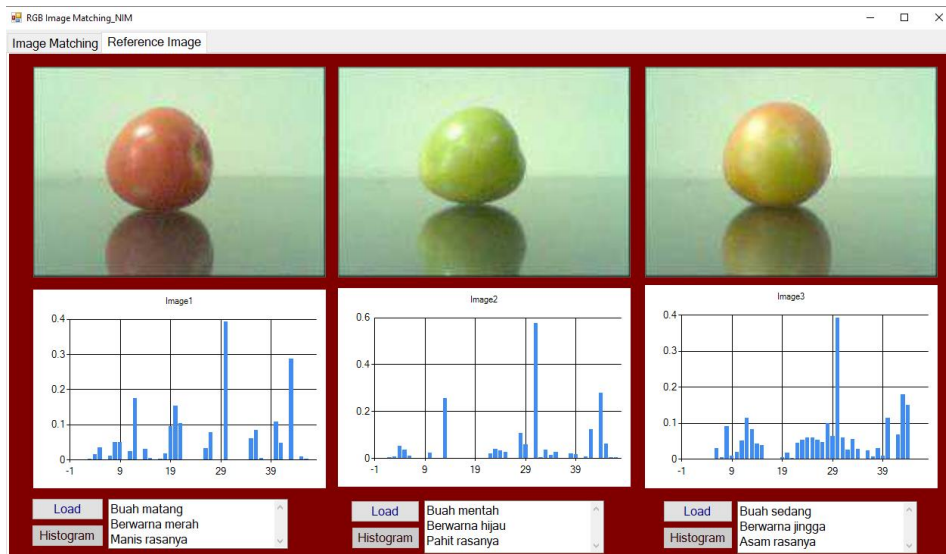 RGB Image Matching_NIM
Image Matching Reference Image
Image1
0.4
0.3
0.2
0.1
0
-1 9 19 29 39
Image2
0.6
0.4
0.2
0
-1 9 19 29 39
Image3
0.4
0.3
0.2
0.1
0
-1 9 19 29 39
Load
Histogram
Buah matang
Berwarna merah
Manis rasanya
Load
Histogram
Buah mentah
Berwarna hijau
Pahit rasanya
Load
Histogram
Buah sedang
Berwarna jingga
Asam rasanya